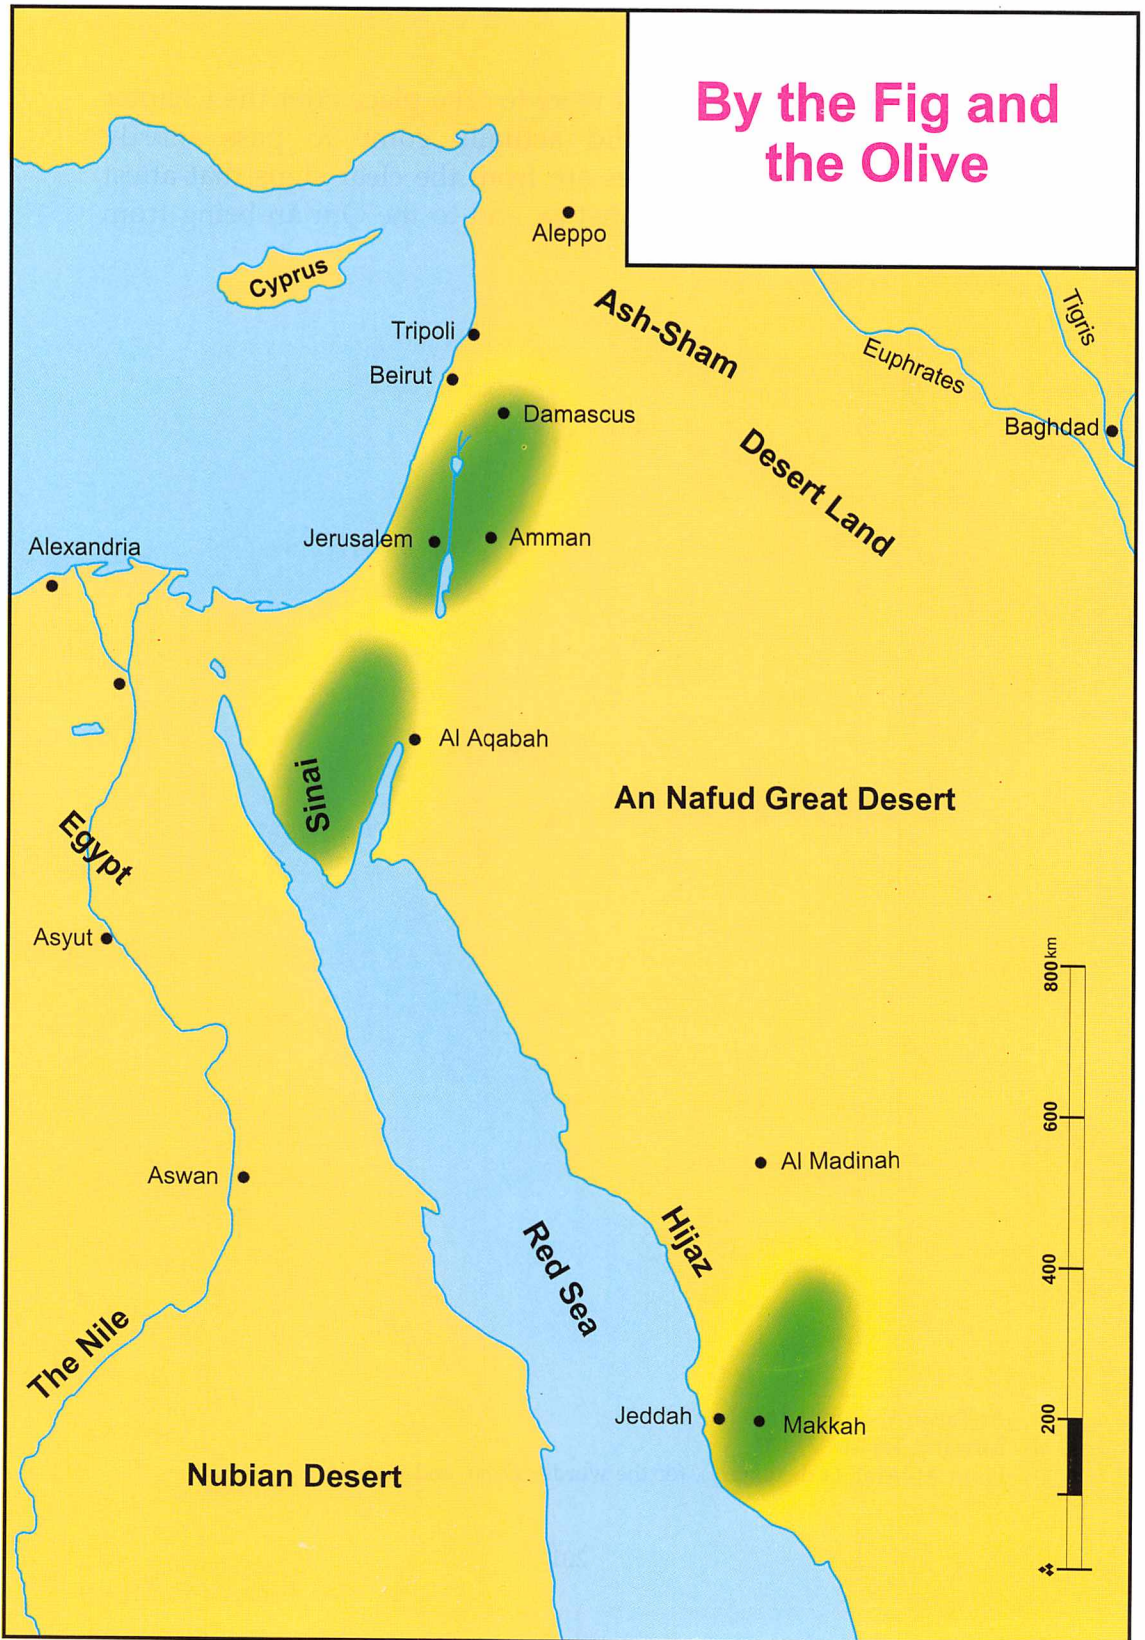 By the Fig and
the Olive
Aleppo
Cyprus
Ash-Sham
Tigris
Euphrates
Tripoli
Beirut
Damascus
Baghdad
Desert Land
Jerusalem
Amman
Alexandria
Al Aqabah
Sinai
An Nafud Great Desert
Egypt
Asyut
800km
600
Al Madinah
Aswan
Hijaz
Red Sea
400
The Nile
Jeddah
Makkah
200
Nubian Desert